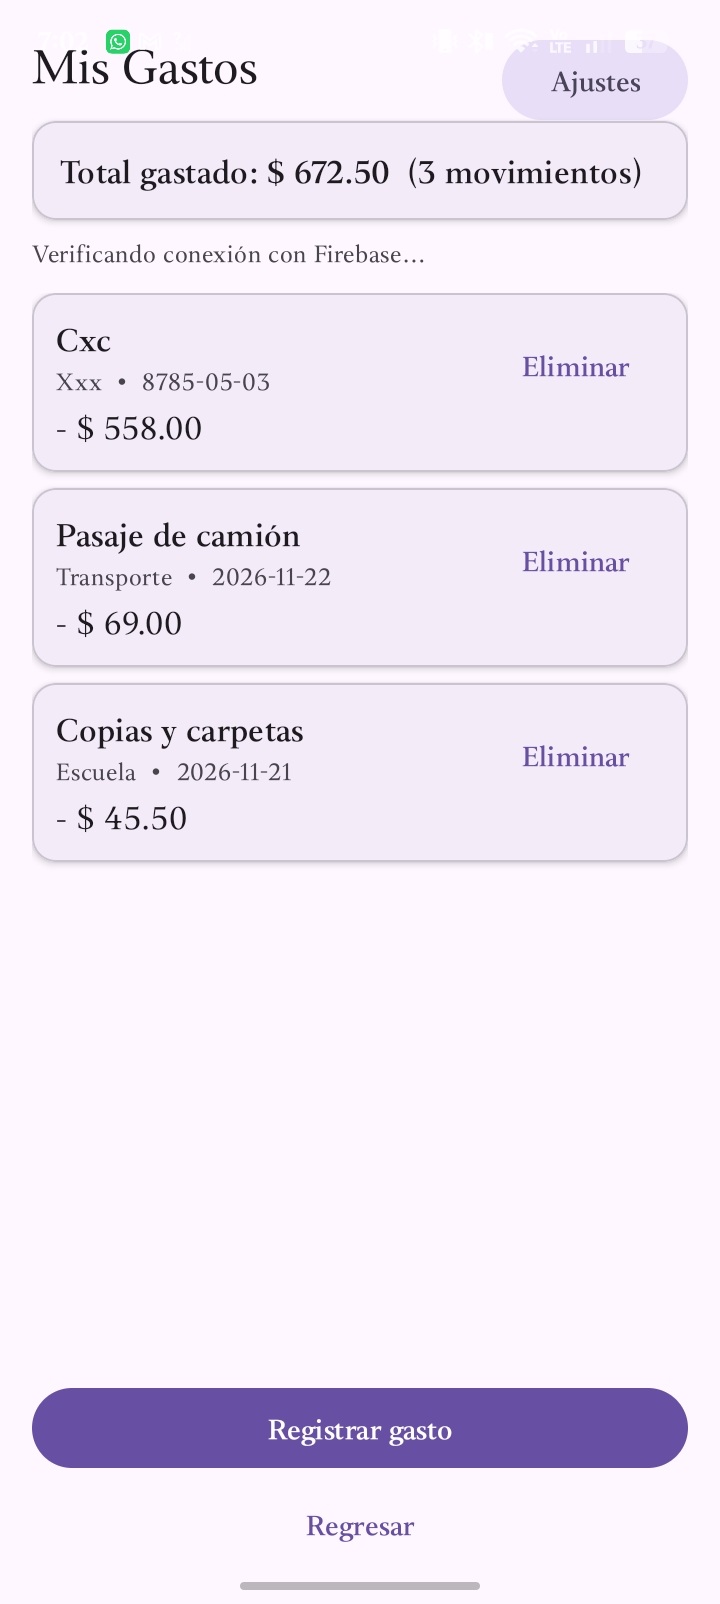 Mis Gastos
Ajustes
Total gastado: $ 672.50 (3 movimientos)
Verificando conexión con Firebase...
Cxc
Xxx • 8785-05-03
- $ 558.00
Eliminar
Pasaje de camión
Transporte • 2026-11-22
- $ 69.00
Eliminar
Copias y carpetas
Escuela • 2026-11-21
- $ 45.50
Eliminar
Registrar gasto
Regresar